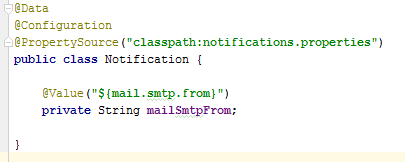 @Data
@Configuration
@PropertySource("classpath:notifications.properties")
public class Notification {
@Value("${mail.smtp.from}")
private String mailSmtpFrom;
}